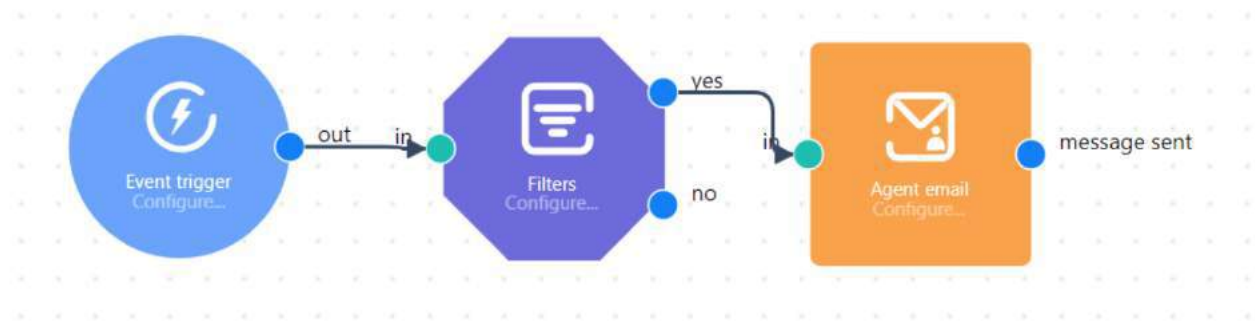 Event trigger
Configure...
out
in
Filters
Configure...
yes
no
in
Agent email
Configure...
message sent